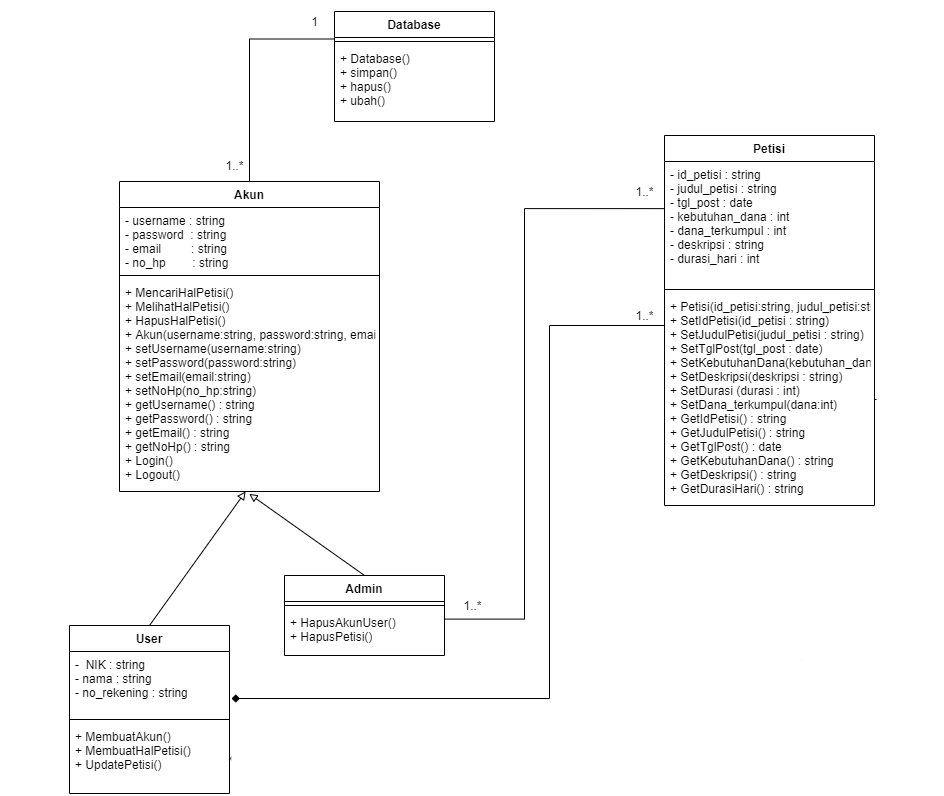 1
Database
+ Database()
+ simpan()
+ hapus()
+ ubah()
1..*
Akun
- username : string
- password : string
- email : string
- no_hp : string
+ MencariHalPetisi()
+ MelihatHalPetisi()
+ HapusHalPetisi()
+ Akun(username:string, password:string, emai
+ setUsername(username:string)
+ setPassword(password:string)
+ setEmail(email:string)
+ setNoHp(no_hp:string)
+ getUsername() : string
+ getPassword() : string
+ getEmail() : string
+ getNoHp() : string
+ Login()
+ Logout()
Petisi
- id_petisi : string
- judul_petisi : string
- tgl_post : date
- kebutuhan_dana : int
- dana_terkumpul : int
- deskripsi : string
- durasi_hari : int
+ Petisi(id_petisi:string, judul_petisi:st
+ SetIdPetisi(id_petisi : string)
+ SetJudulPetisi(judul_petisi : string)
+ SetTglPost(tgl_post : date)
+ SetKebutuhanDana(kebutuhan_dan
+ SetDeskripsi(deskripsi : string)
+ SetDurasi (durasi : int)
+ SetDana_terkumpul(dana:int)
+ GetIdPetisi() : string
+ GetJudulPetisi() : string
+ GetTglPost() : date
+ GetKebutuhanDana() : string
+ GetDeskripsi() : string
+ GetDurasiHari() : string
1..*
1..*
Admin
+ HapusAkunUser()
+ HapusPetisi()
1..*
User
- NIK : string
- nama : string
- no_rekening : string
+ MembuatAkun()
+ MembuatHalPetisi()
+ UpdatePetisi()